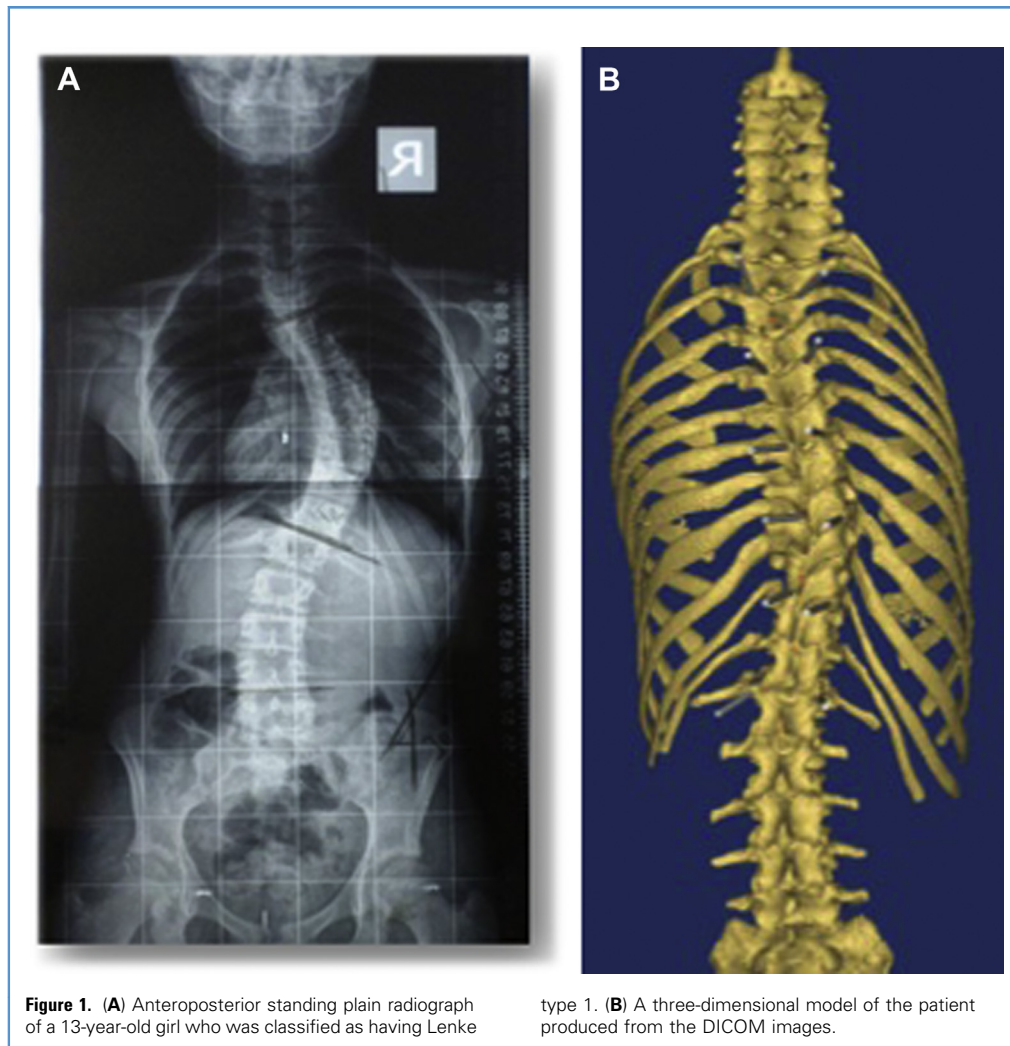 A
B
R
Figure 1. (A) Anteroposterior standing plain radiograph
of a 13-year-old girl who was classified as having Lenke
type 1. (B) A three-dimensional model of the patient
produced from the DICOM images.